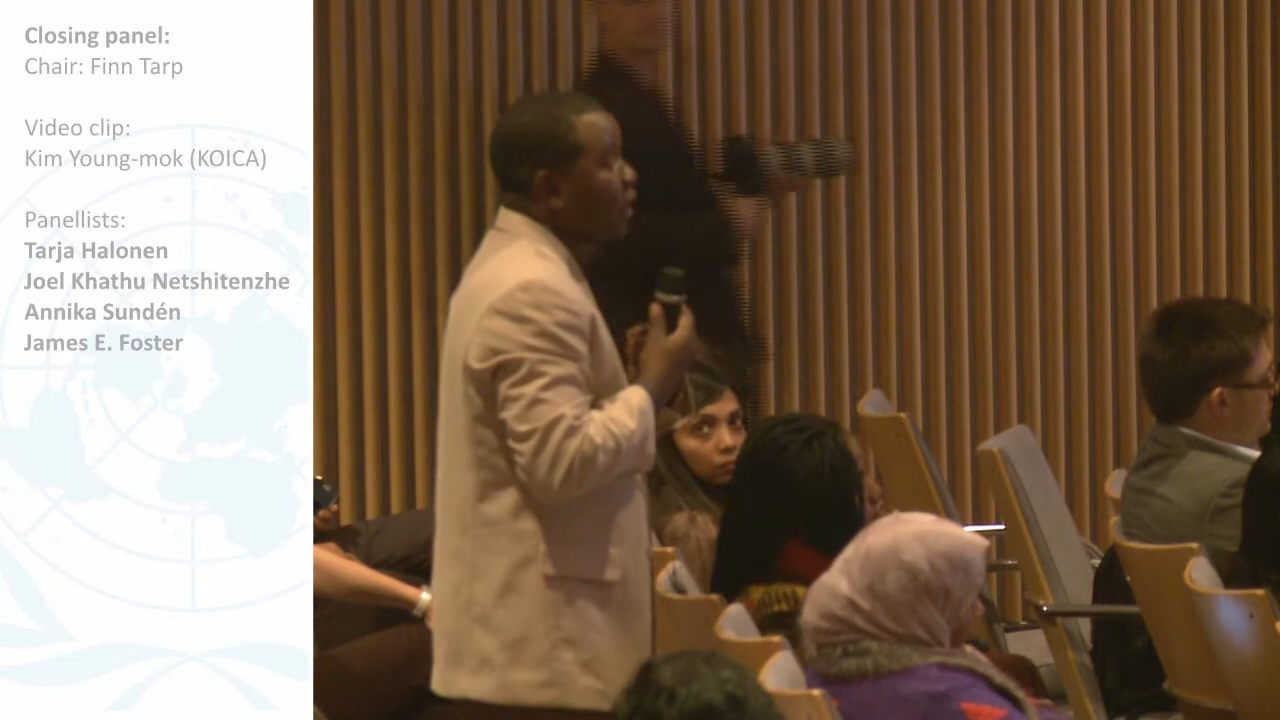 Closing panel:
Chair: Finn Tarp
Video clip:
Kim Young-mok (KOICA)
Panellists:
Tarja Halonen
Joel Khathu Netshitenzhe
Annika Sundén
James E. Foster